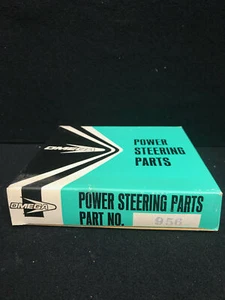 OMEGA
POWER
STEERING
PARTS
OMEGA
POWER STEERING PARTS
PART NO. 956